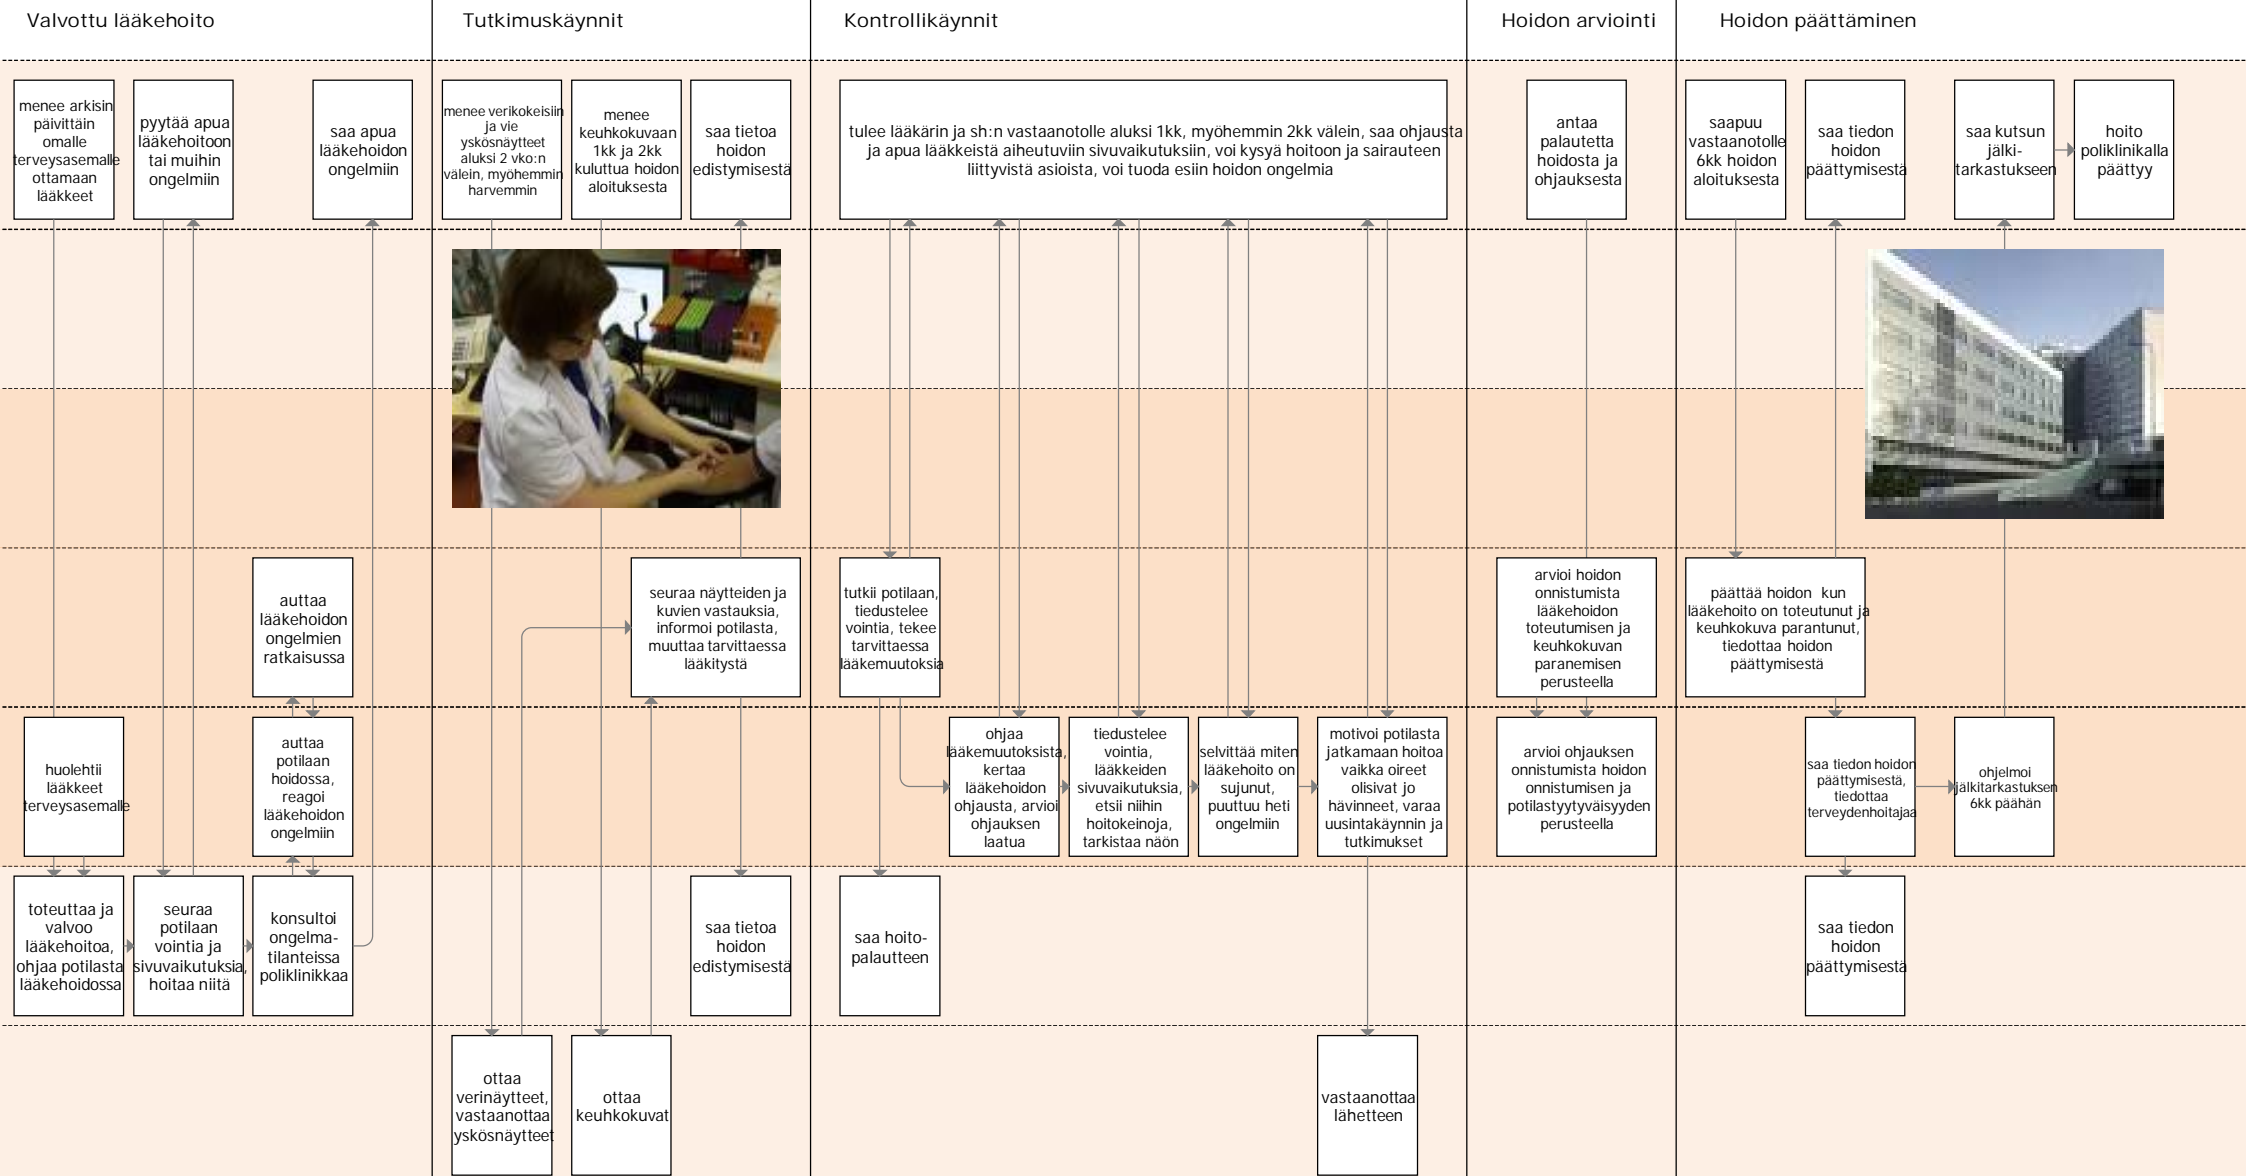 Valvottu lääkehoito
Tutkimuskäynnit
Kontrollikäynnit
Hoidon arviointi
Hoidon päättäminen
menee arkisin
päivittäin
omalle
terveysasemalle
ottamaan
lääkkeet
pyytää apua
lääkehoitoon
tai muihin
ongelmiin
saa apua
lääkehoidon
ongelmiin
menee verikokeisiin
ja vie
yskösnäytteet
aluksi 2 vko:n
välein, myöhemmin
harvemmin
menee
keuhkokuvaan
1kk ja 2kk
kuluttua hoidon
aloituksesta
saa tietoa
hoidon
edistymisestä
tulee lääkärin ja sh:n vastaanotolle aluksi 1kk, myöhemmin 2kk välein, saa ohjausta
ja apua lääkkeistä aiheutuviin sivuvaikutuksiin, voi kysyä hoitoon ja sairauteen
liittyvistä asioista, voi tuoda esiin hoidon ongelmia
antaa
palautetta
hoidosta ja
ohjauksesta
saapuu
vastaanotolle
6kk hoidon
aloituksesta
saa tiedon
hoidon
päättymisestä
saa kutsun
jälki-
tarkastukseen
hoito
poliklinikalla
päättyy
auttaa
lääkehoidon
ongelmien
ratkaisussa
seuraa näytteiden ja
kuvien vastauksia,
informoi potilasta,
muuttaa tarvittaessa
lääkitystä
tutkii potilaan,
tiedustelee
vointia, tekee
tarvittaessa
lääkemuutoksia
arvioi hoidon
onnistumista
lääkehoidon
toteutumisen ja
keuhkokuvan
paranemisen
perusteella
päättää hoidon kun
lääkehoito on toteutunut ja
keuhkokuva parantunut,
tiedottaa hoidon
päättymisestä
huolehtii
lääkkeet
terveysasemalle
auttaa
potilaan
hoidossa,
reagoi
lääkehoidon
ongelmiin
ohjaa
lääkemuutoksista,
kertaa
lääkehoidon
ohjausta, arvioi
ohjauksen
laatua
tiedustelee
vointia,
lääkkeiden
sivuvaikutuksia,
etsii niihin
hoitokeinoja,
tarkistaa näön
selvittää miten
lääkehoito on
sujunut,
puuttuu heti
ongelmiin
motivoi potilasta
jatkamaan hoitoa
vaikka oireet
olisivat jo
hävinneet, varaa
uusintakäynnin ja
tutkimukset
arvioi ohjauksen
onnistumista hoidon
onnistumisen ja
potilastyytyväisyyden
perusteella
saa tiedon hoidon
päättymisestä,
tiedottaa
terveydenhoitajaa
ohjelmoi
jälkitarkastuksen
6kk päähän
toteuttaa ja
valvoo
lääkehoitoa,
ohjaa potilasta
lääkehoidossa
seuraa
potilaan
vointia ja
sivuvaikutuksia,
hoitaa niitä
konsultoi
ongelma-
tilanteissa
poliklinikkaa
saa tietoa
hoidon
edistymisestä
saa hoito-
palautteen
saa tiedon
hoidon
päättymisestä
ottaa
verinäytteet,
vastaanottaa
yskösnäytteet
ottaa
keuhkokuvat
vastaanottaa
lähetteen